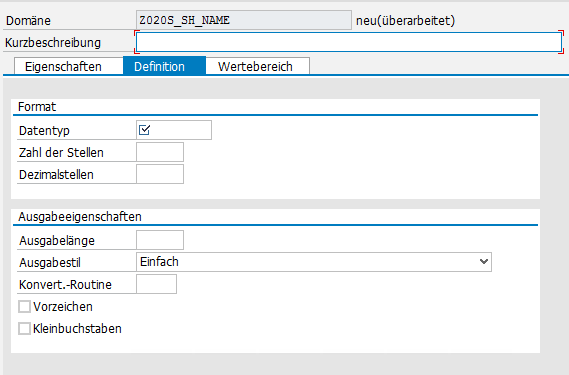 Domäne Z020S_SH_NAME neu(überarbeitet)
Kurzbeschreibung
Eigenschaften Definition Wertebereich
Format
Datentyp
Zahl der Stellen
Dezimalstellen
Ausgabeeigenschaften
Ausgabelänge
Ausgabestil Einfach
Konvert.-Routine
Vorzeichen
Kleinbuchstaben